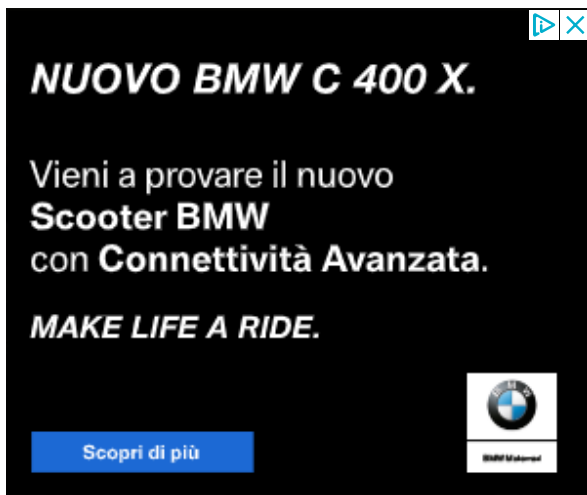 NUOVO BMW C 400 X.
Vieni a provare il nuovo
Scooter BMW
con Connettività Avanzata.
MAKE LIFE A RIDE.
BMW
Scopri di più
BMW Motorrad